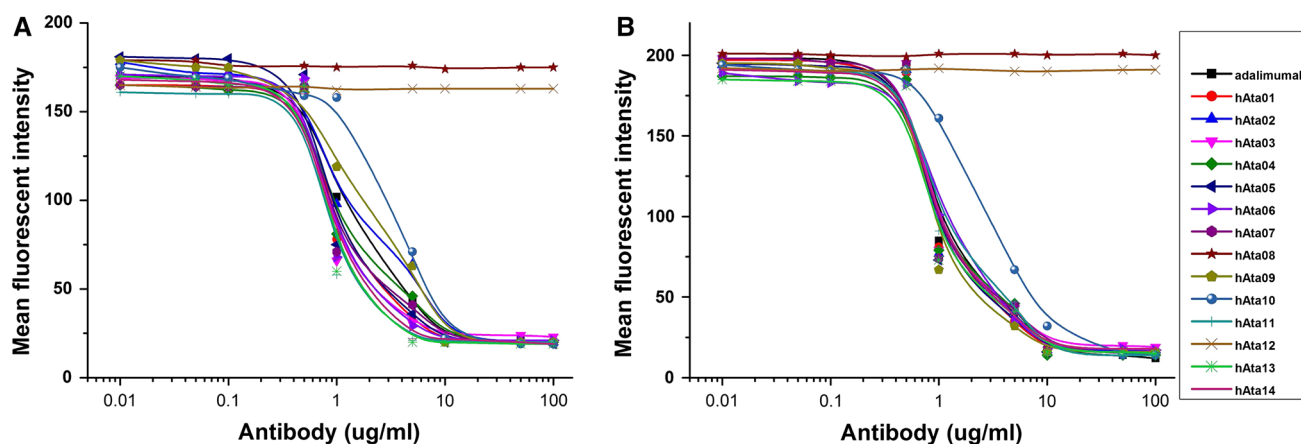 A
Mean fluorescent intensity
200
150
100
50
0
0.01 0.1 1 10 100
Antibody (ug/ml)
B
Mean fluorescent intensity
200
150
100
50
0
0.01 0.1 1 10 100
Antibody (ug/ml)
adalimumal
hAta01
hAta02
hAta03
hAta04
hAta05
hAta06
hAta07
hAta08
hAta09
hAta10
hAta11
hAta12
hAta13
hAta14